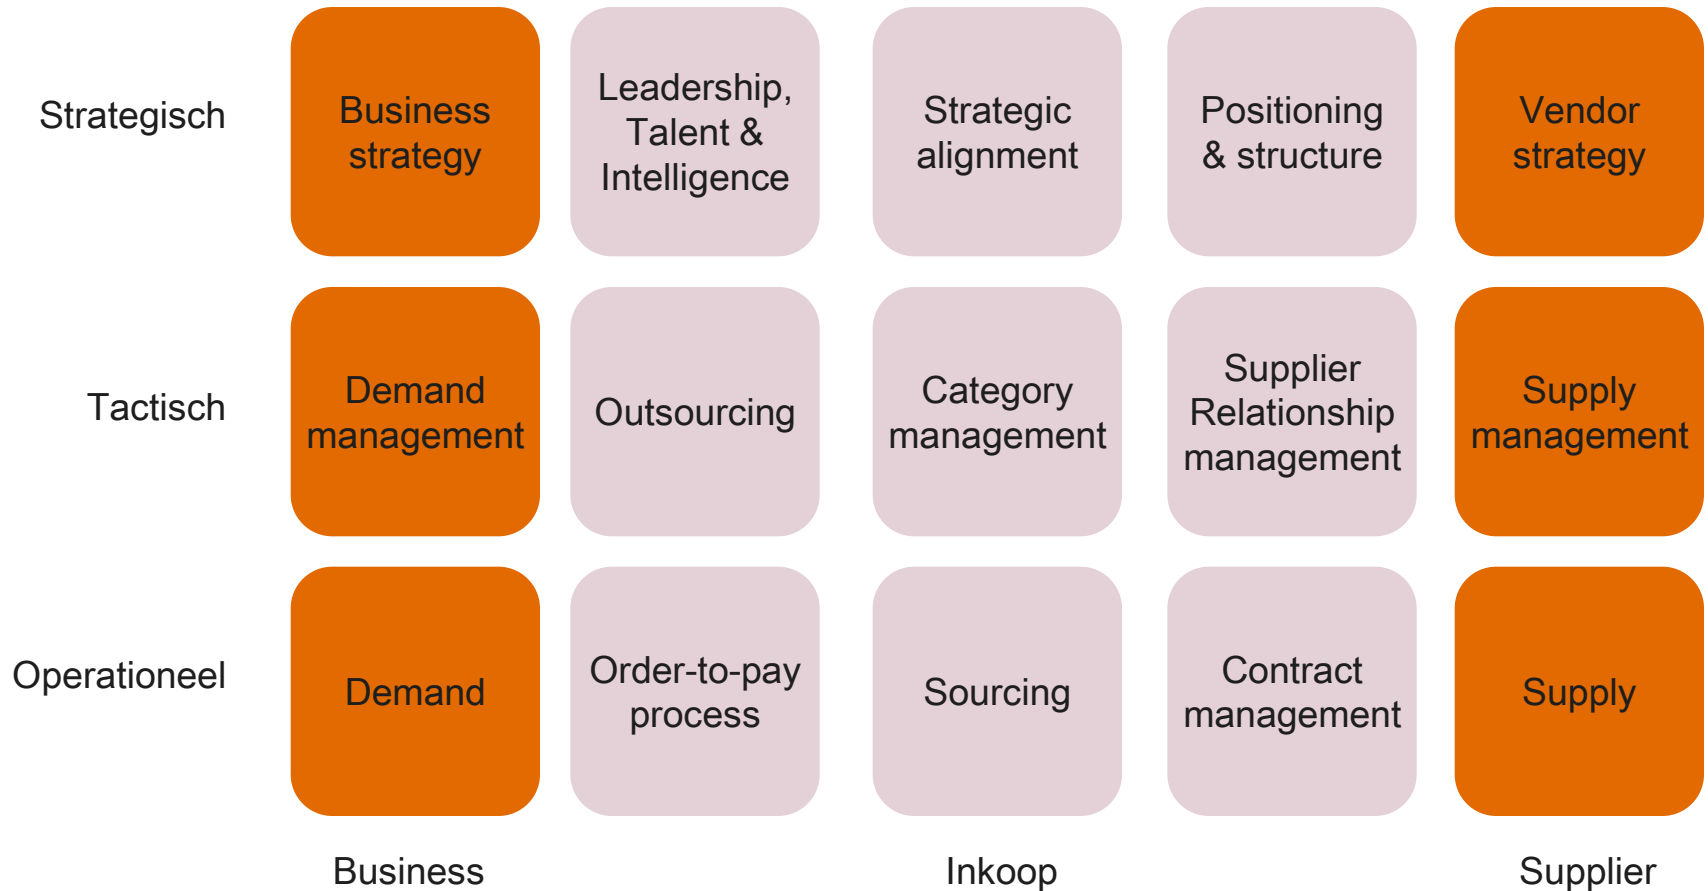 Strategisch
Business
strategy
Leadership,
Talent &
Intelligence
Strategic
alignment
Positioning
& structure
Vendor
strategy
Tactisch
Demand
management
Outsourcing
Category
management
Supplier
Relationship
management
Supply
management
Operationeel
Demand
Order-to-pay
process
Sourcing
Contract
management
Supply
Business
Inkoop
Supplier